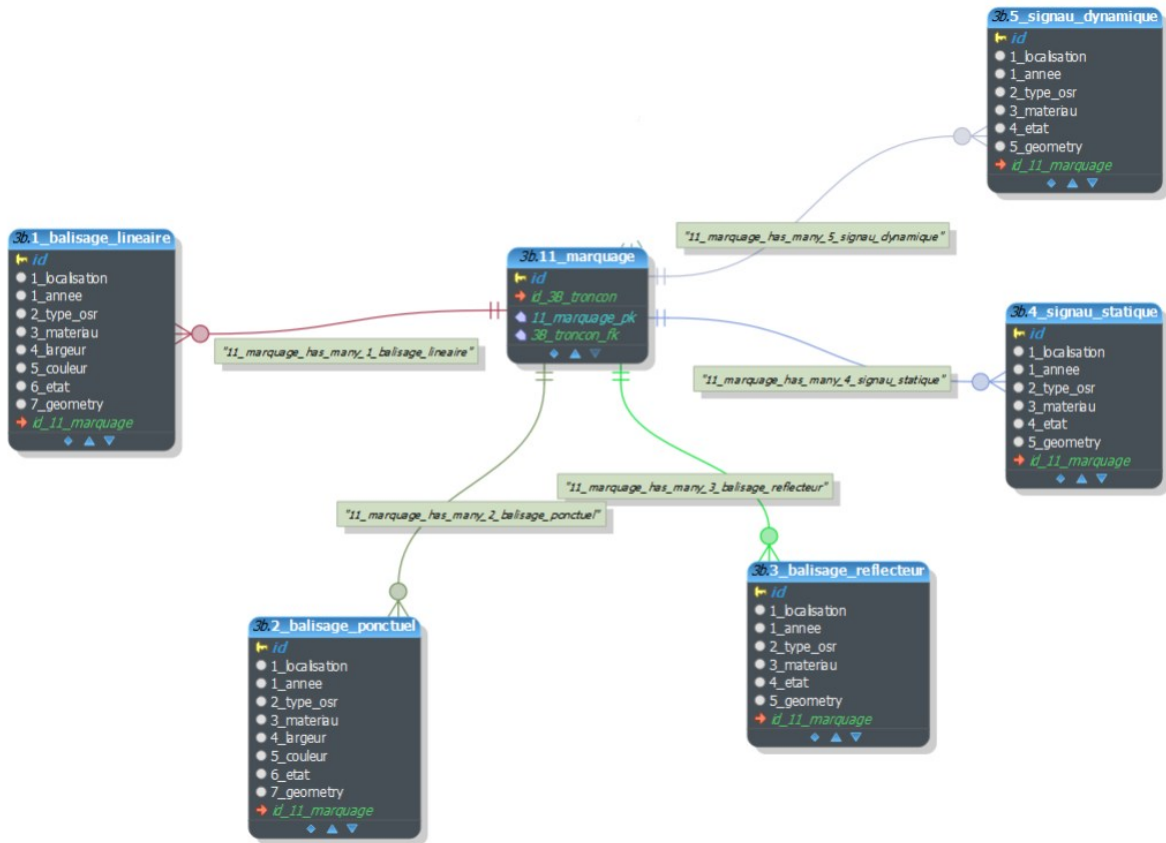 3b.5_signau_dynamique
id
1_localisation
1_annee
2_type_osr
3_materiau
4_etat
5_geometry
id_11_marquage
"11_marquage_has_many_5_signau_dynamique"
3b.1_balisage_lineaire
id
1_localisation
1_annee
2_type_osr
3_materiau
4_largeur
5_couleur
6_etat
7_geometry
id_11_marquage
"11_marquage_has_many_1_balisage_lineaire"
3b.11_marquage
id
id_3B_troncon
11_marquage_pk
3B_troncon_fk
3b.4_signau_statique
id
1_localisation
1_annee
2_type_osr
3_materiau
4_etat
5_geometry
id_11_marquage
"11_marquage_has_many_4_signau_statique"
"11_marquage_has_many_3_balisage_reflecteur"
"11_marquage_has_many_2_balisage_ponctuel"
3b.3_balisage_reflecteur
id
1_localisation
1_annee
2_type_osr
3_materiau
4_etat
5_geometry
id_11_marquage
3b.2_balisage_ponctuel
id
1_localisation
1_annee
2_type_osr
3_materiau
4_largeur
5_couleur
6_etat
7_geometry
id_11_marquage